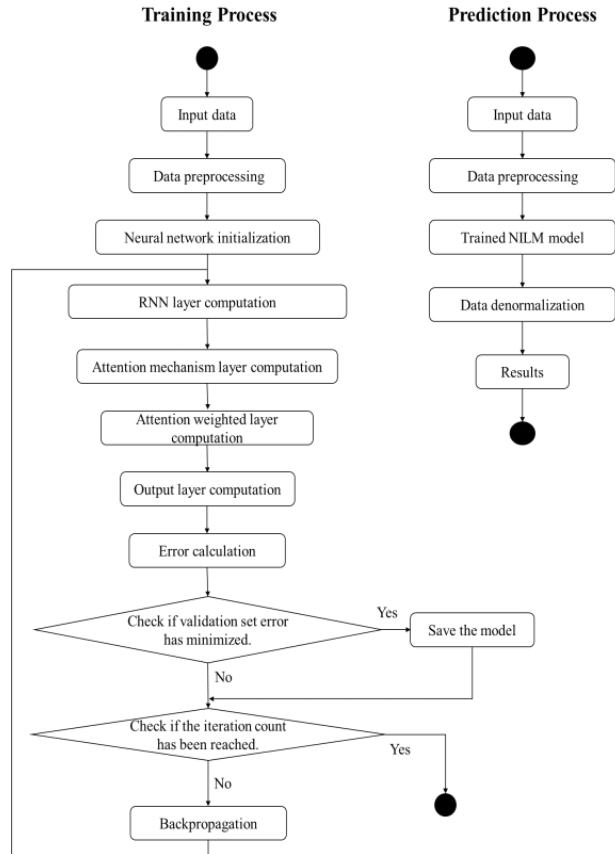 Training Process
Input data
Data preprocessing
Neural network initialization
RNN layer computation
Attention mechanism layer computation
Attention weighted layer
computation
Output layer computation
Error calculation
Check if validation set error
has minimized.
Yes
Save the model
No
Check if the iteration count
has been reached.
Yes
No
Backpropagation
Prediction Process
Input data
Data preprocessing
Trained NILM model
Data denormalization
Results